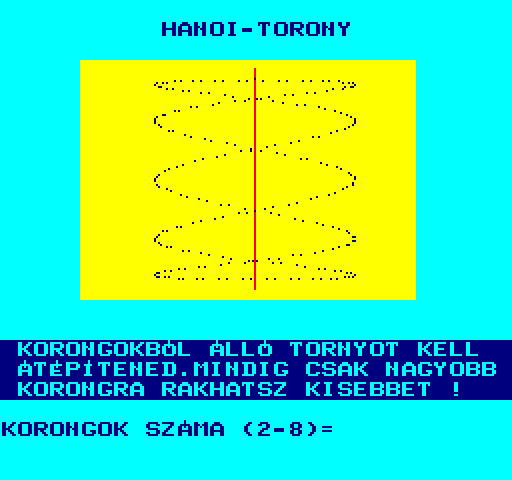 HANOI-TORONY
KORONGOKBÓL ÁLLÓ TORNYOT KELL
ÁTÉPÍTENED.MINDIG CSAK NAGYOBB
KORONGRA RAKHATSZ KISEBBET !
KORONGOK SZÁMA (2-8)=